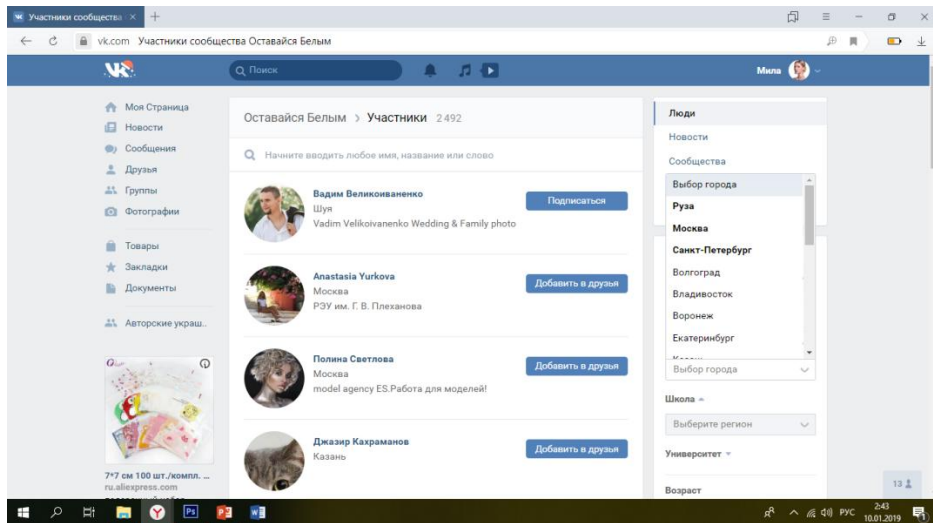 Участники сообщества
vk.com Участники сообщества Оставайся Белым
Поиск
Мила
Моя Страница
Новости
Сообщения
Друзья
Группы
Фотографии
Товары
Закладки
Документы
Авторские украш..
7*7 см 100 шт./компл. ...
ru.aliexpress.com
Оставайся Белым > Участники 2 492
Начните вводить любое имя, название или слово
Вадим Великоиваненко
Шуя
Vadim Velikoivanenko Wedding & Family photo
Подписаться
Anastasia Yurkova
Москва
РЭУ им. Г. В. Плеханова
Добавить в друзья
Полина Светлова
Москва
model agency ES.Работа для моделей!
Добавить в друзья
Джазир Кахраманов
Казань
Добавить в друзья
Люди
Новости
Сообщества
Выбор города
Руза
Москва
Санкт-Петербург
Волгоград
Владивосток
Воронеж
Екатеринбург
Выбор города
Школа
Выберите регион
Университет
Возраст
13
РУС
2:43
10.01.2019